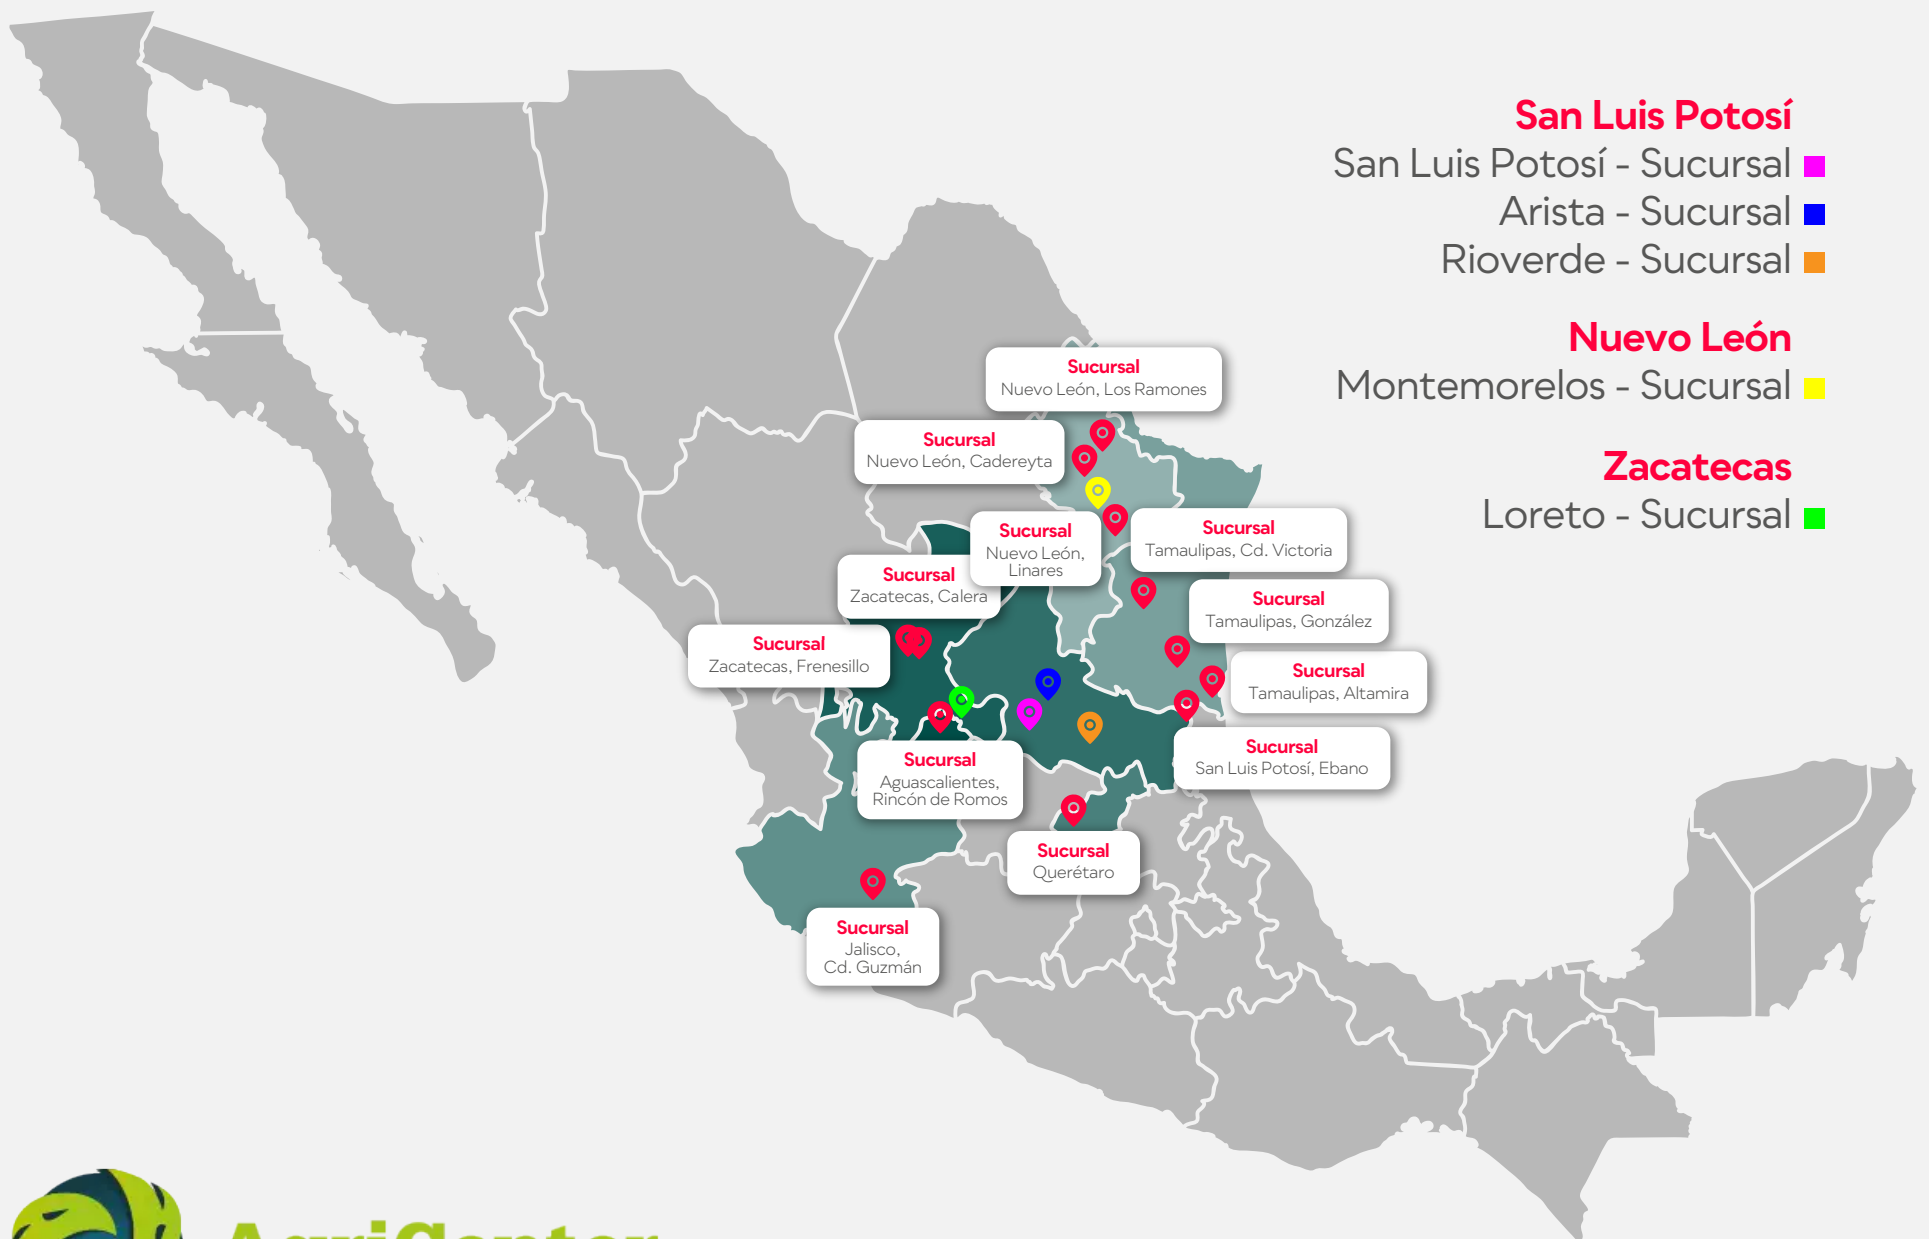 San Luis Potosí
San Luis Potosí - Sucursal
Arista - Sucursal
Rioverde - Sucursal
Nuevo León
Montemorelos - Sucursal
Zacatecas
Loreto - Sucursal
Sucursal
Nuevo León, Los Ramones
Sucursal
Nuevo León, Cadereyta
Sucursal
Nuevo León,
Linares
Sucursal
Tamaulipas, Cd. Victoria
Sucursal
Zacatecas, Calera
Sucursal
Tamaulipas, González
Sucursal
Zacatecas, Frenesillo
Sucursal
Tamaulipas, Altamira
Sucursal
San Luis Potosí, Ebano
Sucursal
Aguascalientes,
Rincón de Romos
Sucursal
Querétaro
Sucursal
Jalisco,
Cd. Guzmán
AgriCenter